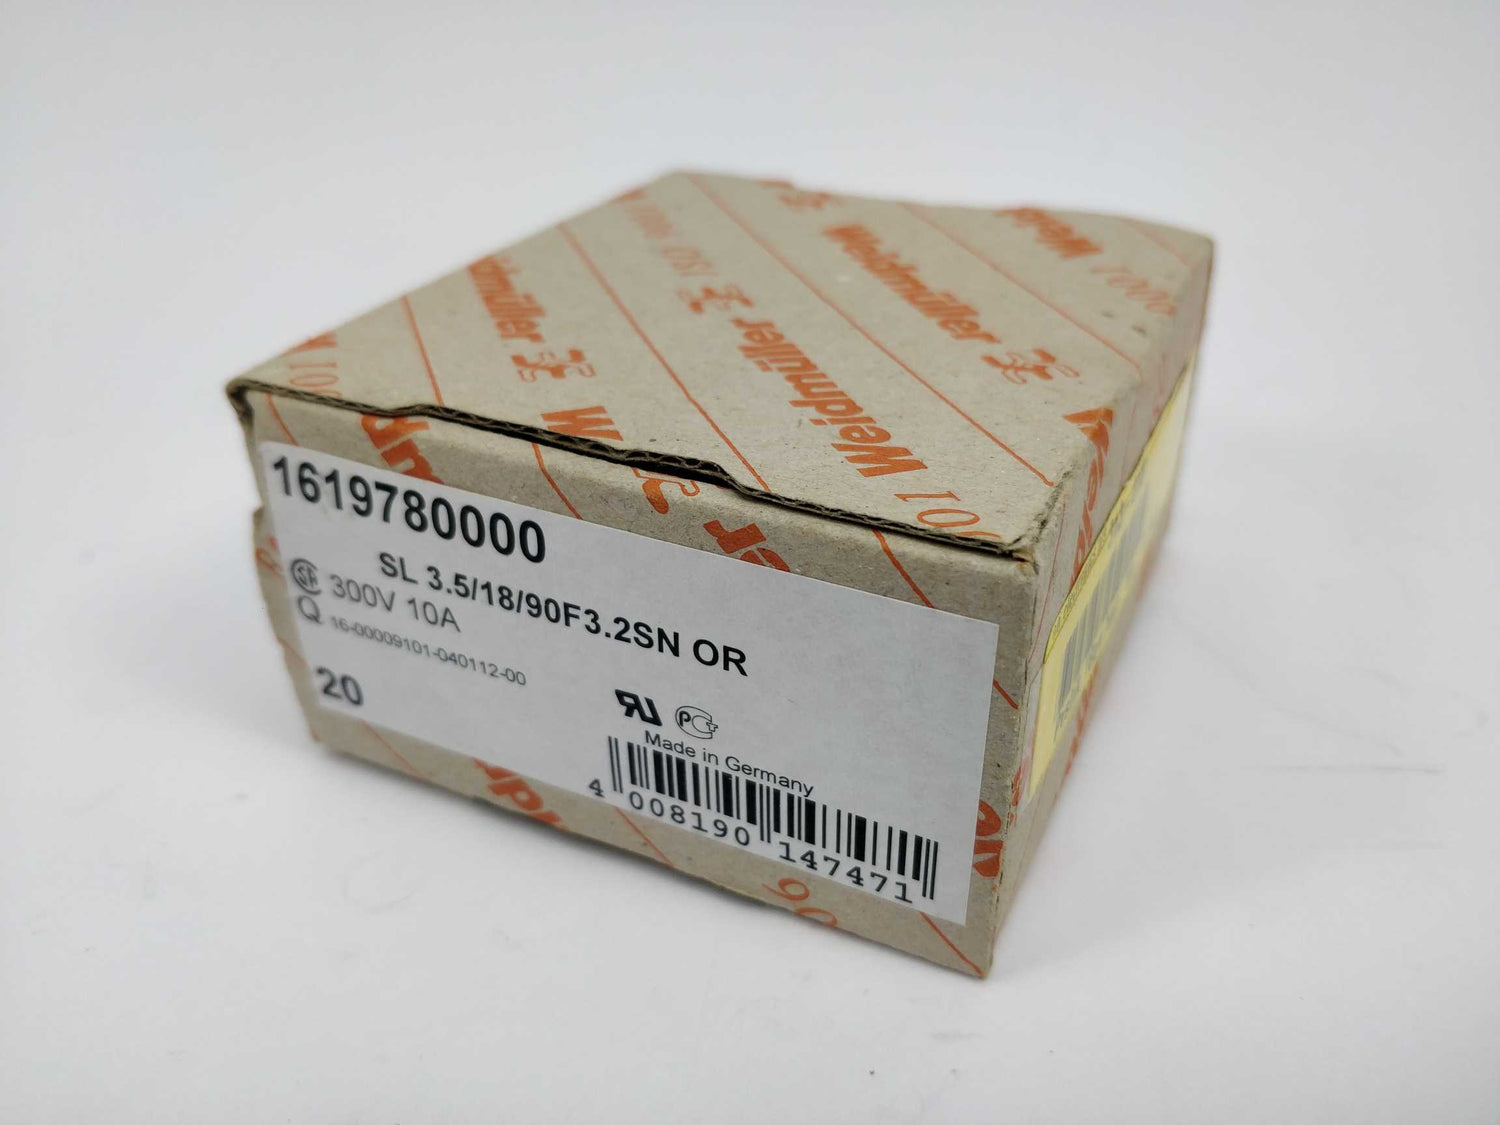 Weidmüller
Weidmüller
Weidmüller
1619780000
SL 3.5/18/90F3.2SN OR
300V 10A
Q 16-00009101-040112-00
20
Made in Germany
4 008190 147471